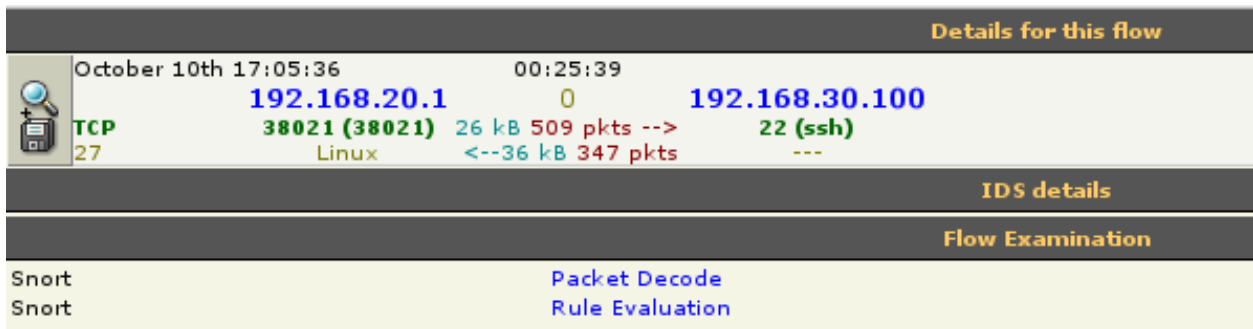 Details for this flow
October 10th 17:05:36 00:25:39
192.168.20.1 0 192.168.30.100
TCP 38021 (38021) 26 kB 509 pkts --> 22 (ssh)
27 Linux <--36 kB 347 pkts ---
IDS details
Flow Examination
Snort Packet Decode
Snort Rule Evaluation